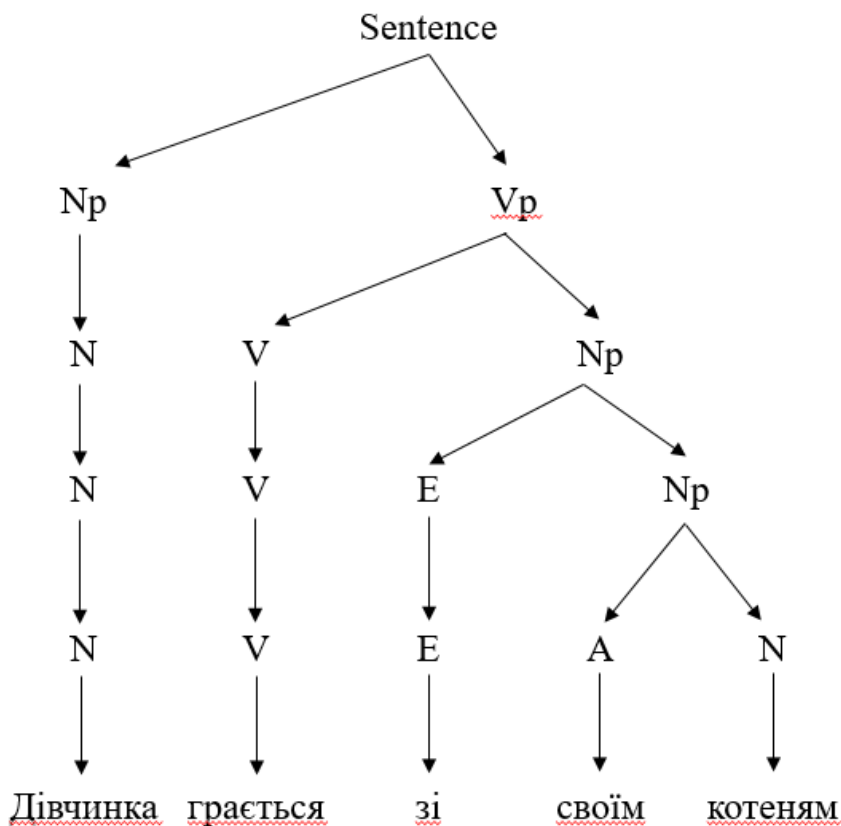 Sentence
Np Vp
N V Np
N V E Np
N V E A N
Дівчинка грається зі своїм котеням